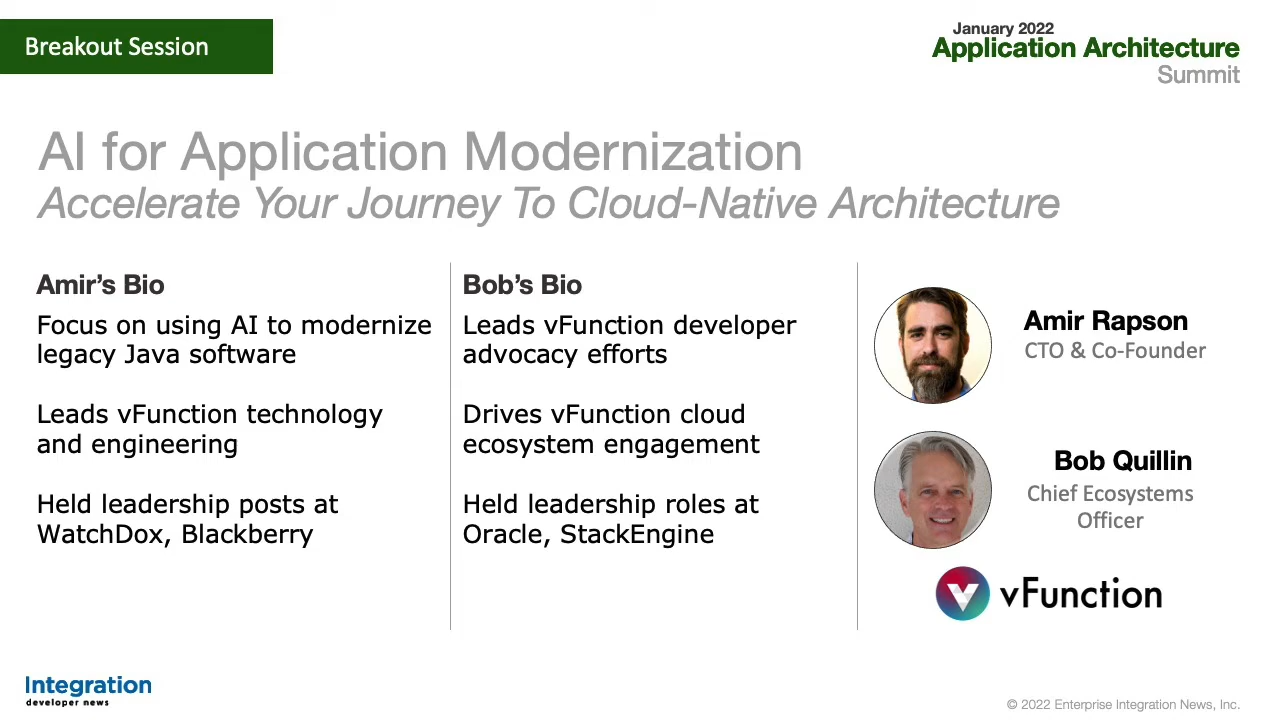 Breakout Session
January 2022
Application Architecture
Summit
AI for Application Modernization
Accelerate Your Journey To Cloud-Native Architecture
Amir’s Bio
Focus on using AI to modernize
legacy Java software
Leads vFunction technology
and engineering
Held leadership posts at
WatchDox, Blackberry
Bob’s Bio
Leads vFunction developer
advocacy efforts
Drives vFunction cloud
ecosystem engagement
Held leadership roles at
Oracle, StackEngine
Amir Rapson
CTO & Co-Founder
Bob Quillin
Chief Ecosystems
Officer
vFunction
Integration
developer news
© 2022 Enterprise Integration News, Inc.